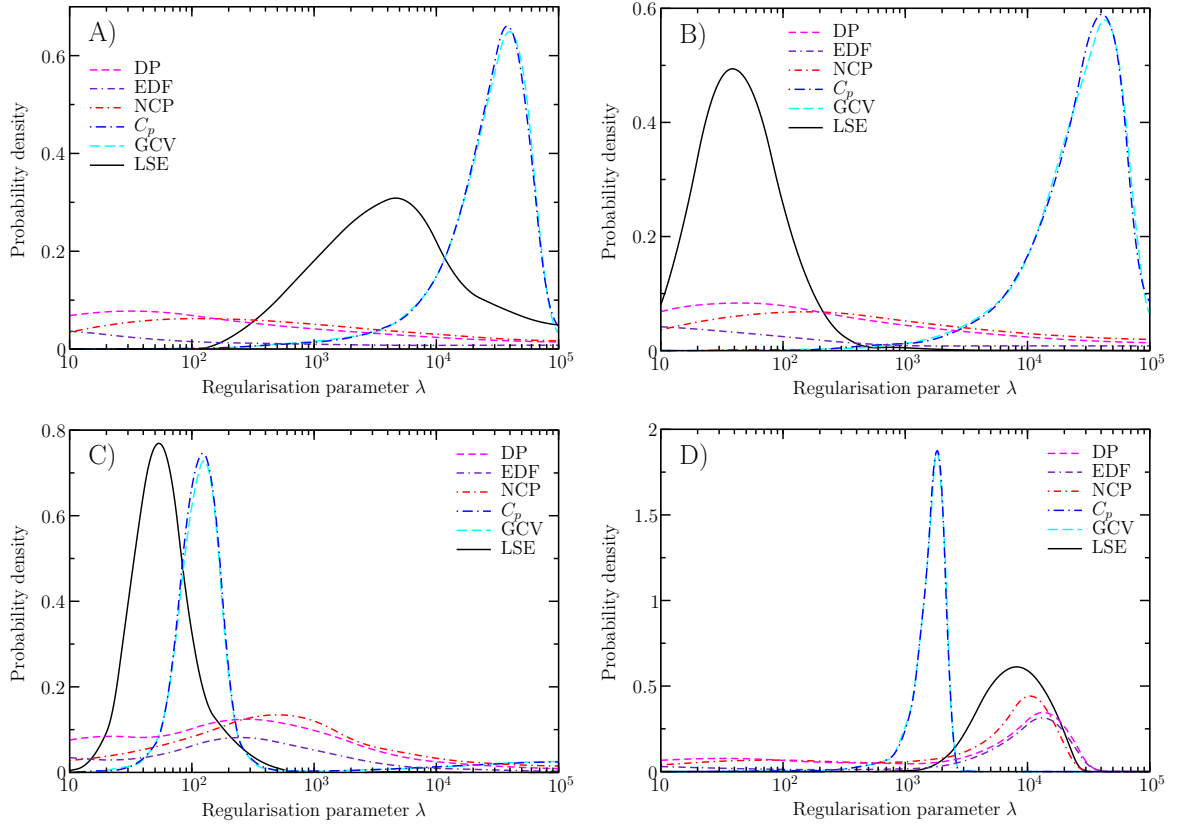 A)
DP
EDF
NCP
C_p
GCV
LSE
0
0.2
0.4
0.6
Probability density
10
10^2
10^3
10^4
10^5
Regularisation parameter λ
B)
DP
EDF
NCP
C_p
GCV
LSE
0
0.2
0.4
0.6
Probability density
10
10^2
10^3
10^4
10^5
Regularisation parameter λ
C)
DP
EDF
NCP
C_p
GCV
LSE
0
0.2
0.4
0.6
0.8
Probability density
10
10^2
10^3
10^4
10^5
Regularisation parameter λ
D)
DP
EDF
NCP
C_p
GCV
LSE
0
0.5
1
1.5
2
Probability density
10
10^2
10^3
10^4
10^5
Regularisation parameter λ